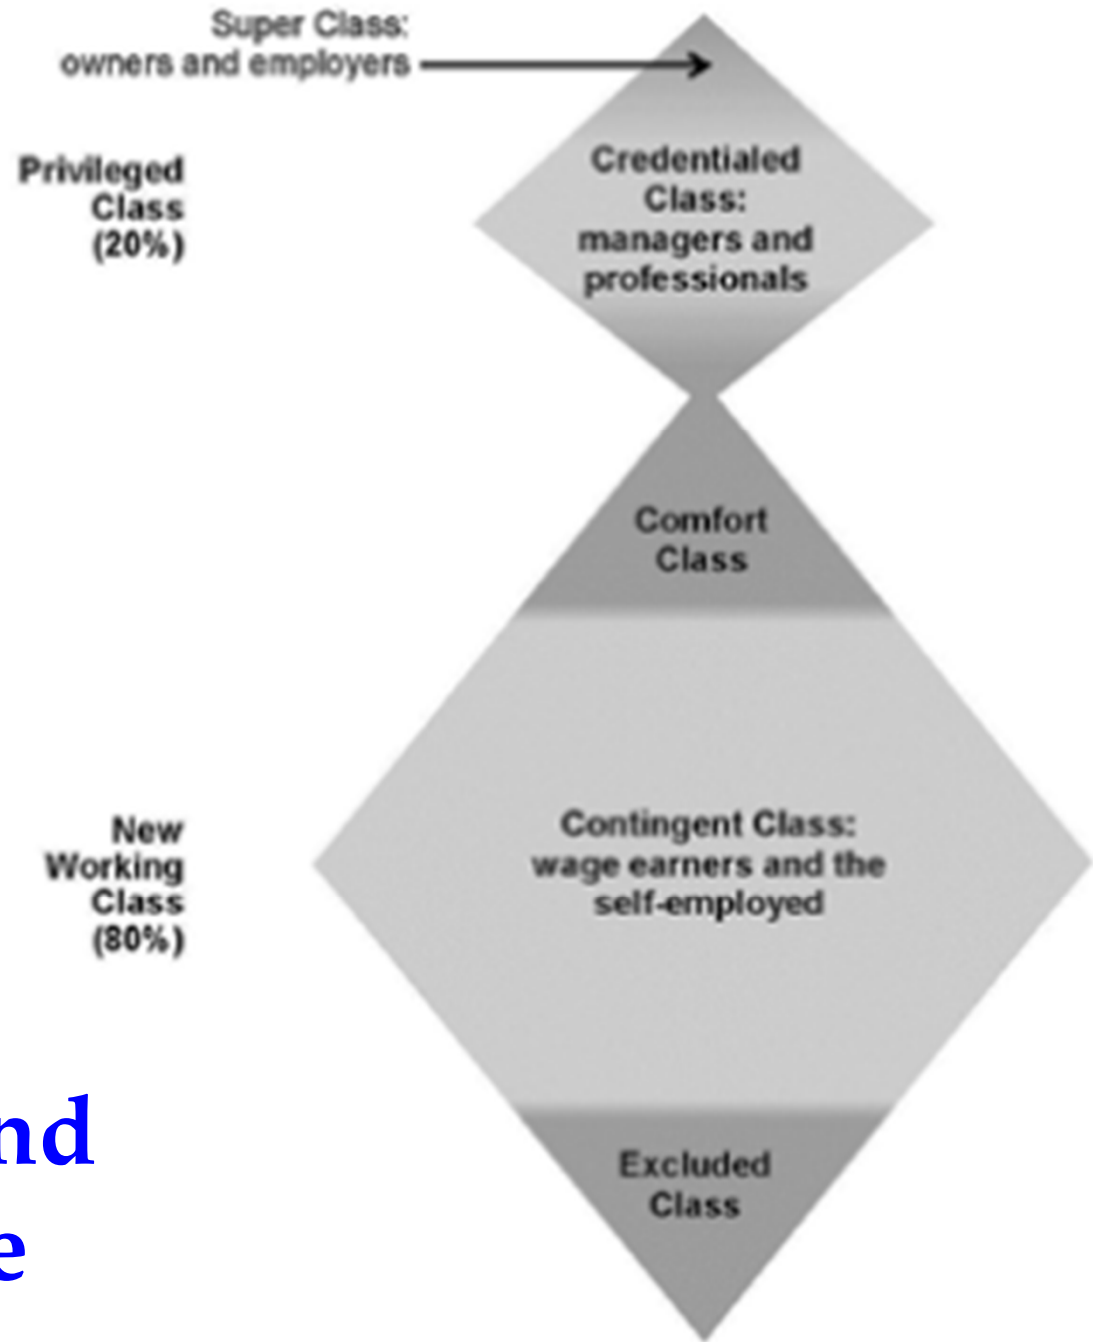 Super Class:
owners and employers
Privileged
Class
(20%)
Credentialed
Class:
managers and
professionals
Comfort
Class
New
Working
Class
(80%)
Contingent Class:
wage earners and the
self-employed
Excluded
Class
nd
e